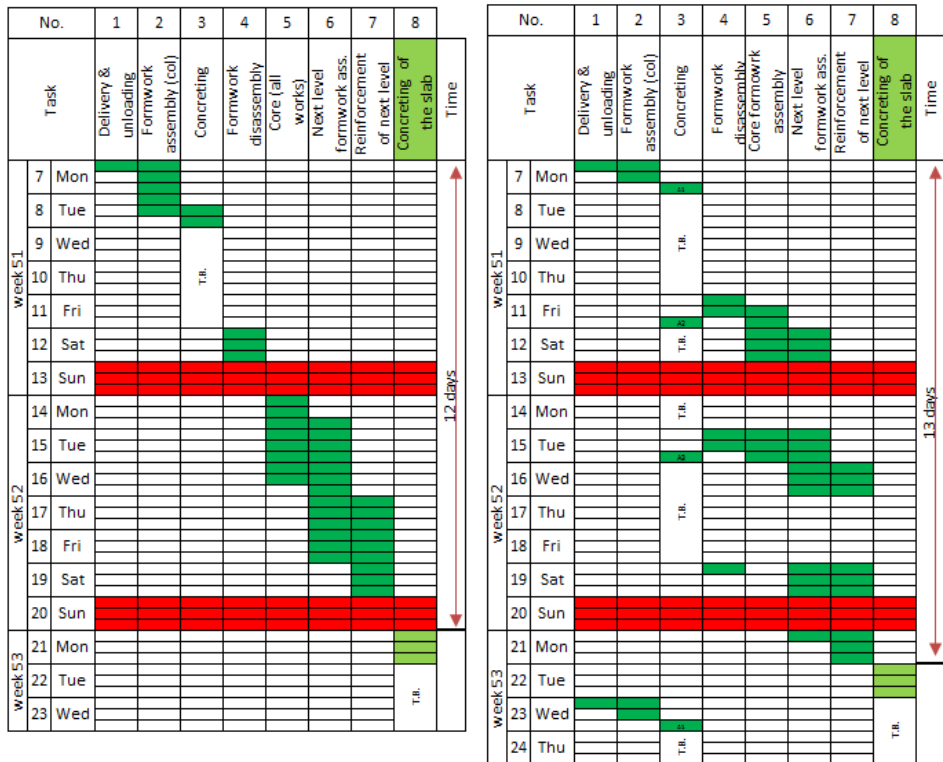 No. 1 2 3 4 5 6 7 8
Task
Delivery &
unloading
Formwork
assembly (col)
Concreting
Formwork
disassembly
Core (all
works)
Next level
formwork ass.
Reinforcement
of next level
Concreting of
the slab
Time
week 51
7 Mon
8 Tue
9 Wed
10 Thu
11 Fri
12 Sat
13 Sun
T.B.
week 52
14 Mon
15 Tue
16 Wed
17 Thu
18 Fri
19 Sat
20 Sun
12 days
week 53
21 Mon
22 Tue
23 Wed
T.B.
No. 1 2 3 4 5 6 7 8
Task
Delivery &
unloading
Formwork
assembly (col)
Concreting
Formwork
disassembly
Core fomowrk
assembly
Next level
formwork ass.
Reinforcement
of next level
Concreting of
the slab
Time
week 51
7 Mon
8 Tue
9 Wed
10 Thu
11 Fri
12 Sat
13 Sun
T.B.
A2
T.B.
week 52
14 Mon
15 Tue
16 Wed
17 Thu
18 Fri
19 Sat
20 Sun
T.B.
A2
T.B.
13 days
week 53
21 Mon
22 Tue
23 Wed
24 Thu
T.B.
T.B.